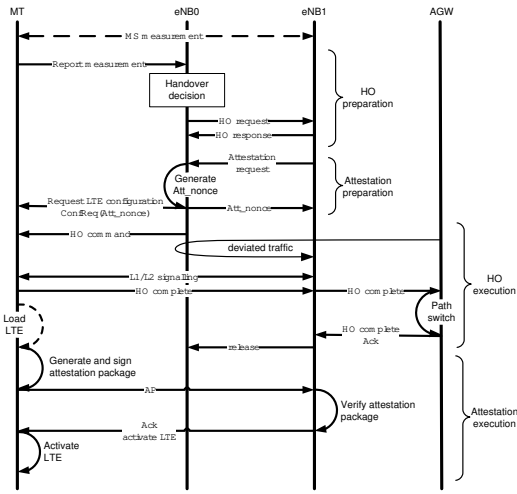 MT
eNB0
eNB1
AGW
MS measurement
Report measurement
Handover
decision
HO
preparation
HO request
HO response
Attestation
request
Generate
Att_nonce
Attestation
preparation
Request LTE configuration
ConfReq(Att_nonce)
Att_nonce
HO command
deviated traffic
L1/L2 signalling
HO complete
HO complete
HO
execution
Load
LTE
Path
switch
HO complete
Ack
release
Generate and sign
attestation package
AP
Verify attestation
package
Attestation
execution
Ack
activate LTE
Activate
LTE